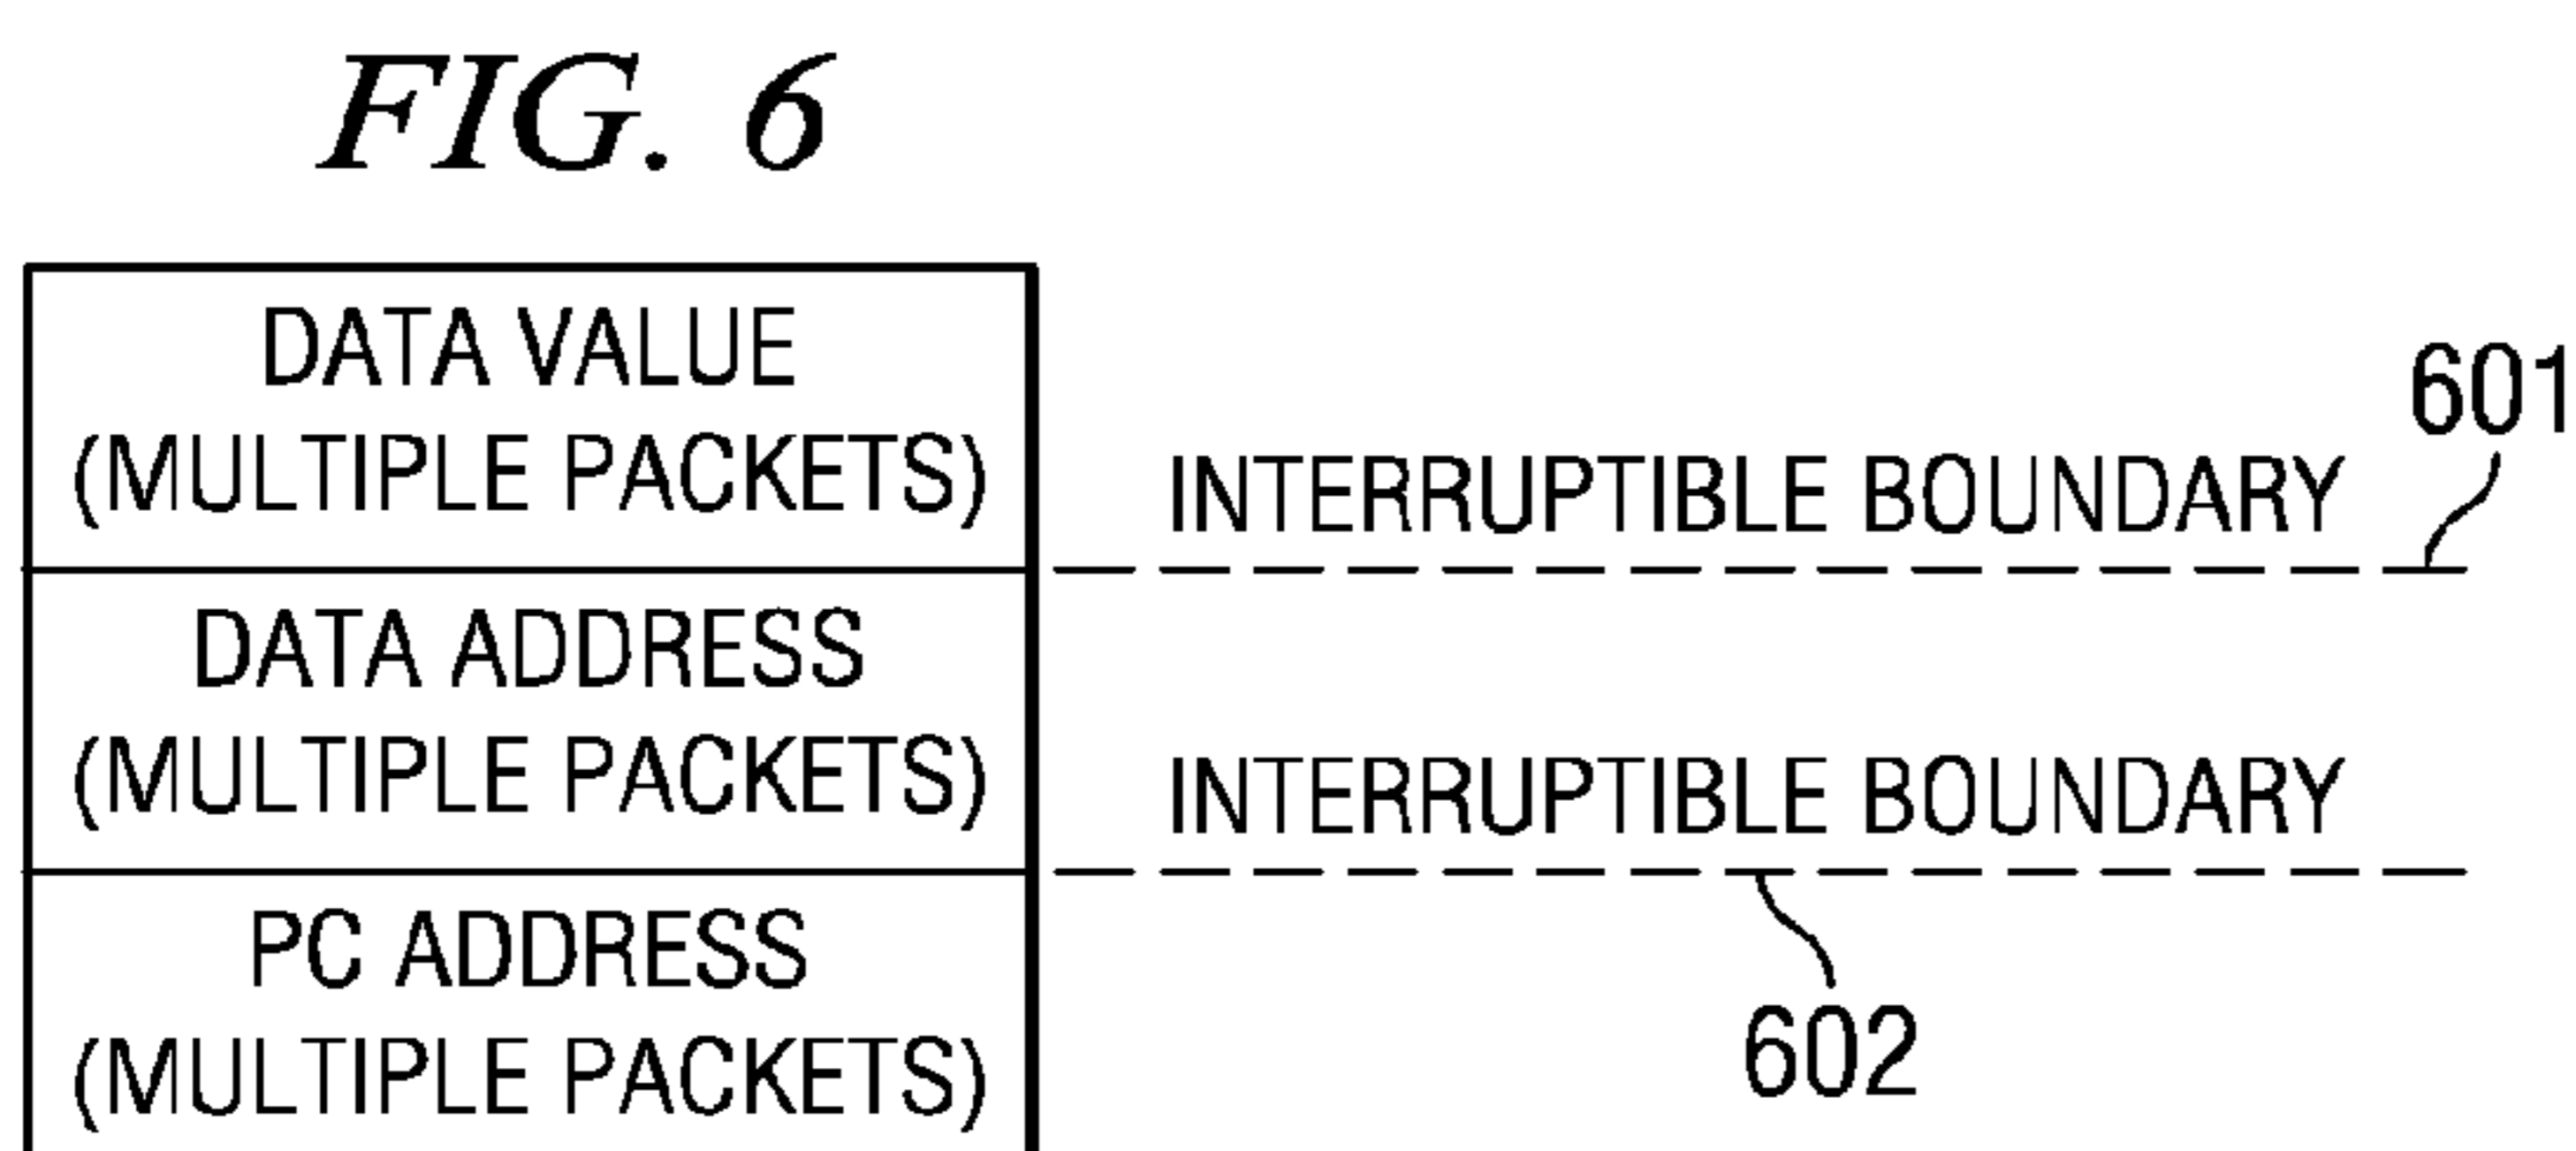 FIG. 6
DATA VALUE
(MULTIPLE PACKETS)
601
INTERRUPTIBLE BOUNDARY
DATA ADDRESS
(MULTIPLE PACKETS)
INTERRUPTIBLE BOUNDARY
PC ADDRESS
(MULTIPLE PACKETS)
602